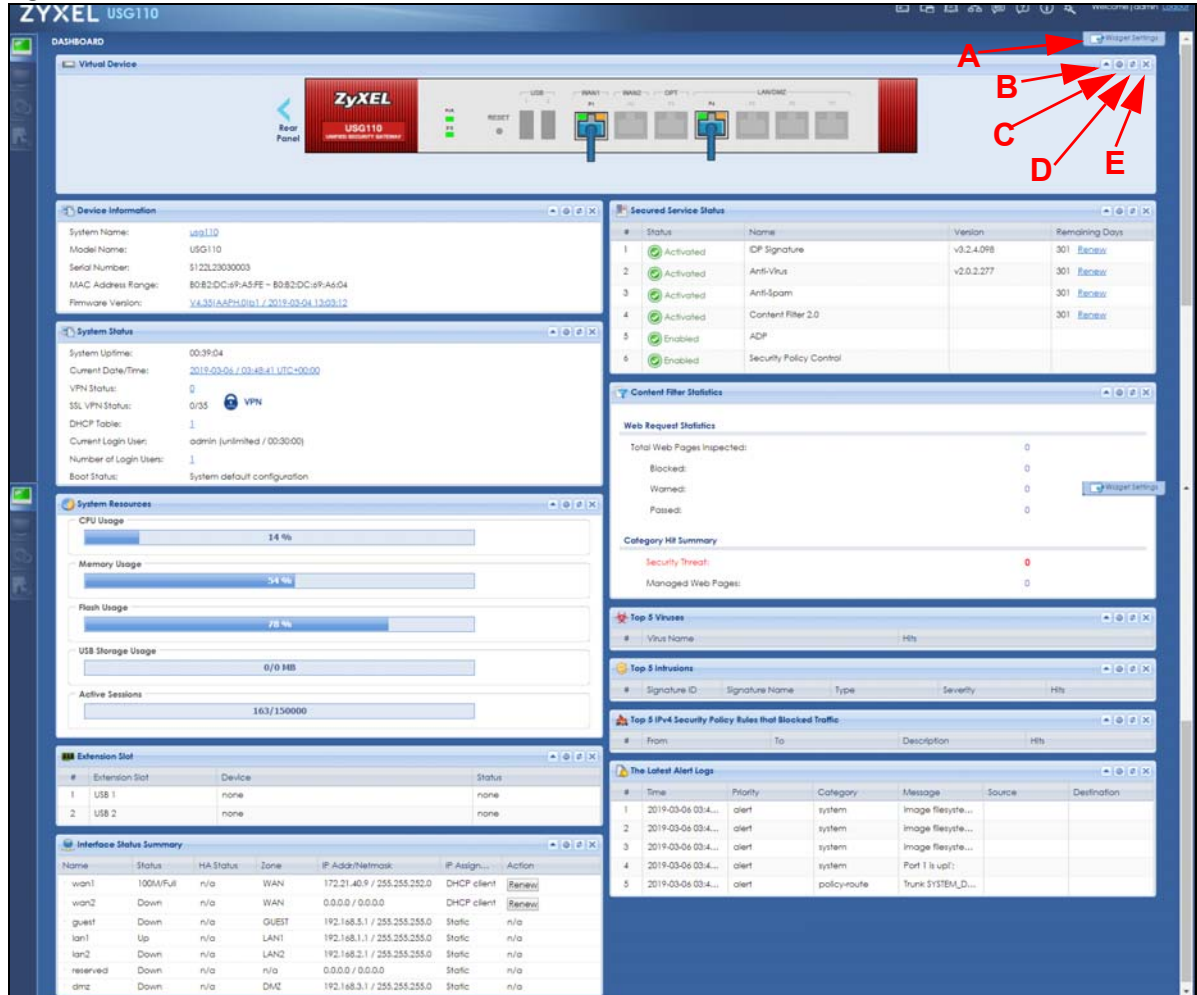 ZYXEL USG110
Welcome | admin Logout
DASHBOARD
Widget Settings
A
B
C
D
E
Virtual Device
Rear
Panel
ZyXEL
USG110
UNIFIED SECURITY GATEWAY
RESET
USB
1 2
WAN1 WAN2 OPT LAN/DMZ
P1 P4
Device Information
System Name: usg110
Model Name: USG110
Serial Number: S122L23030003
MAC Address Range: B0:B2:DC:69:A5:FE ~ B0:B2:DC:69:A6:04
Firmware Version: V4.35(AAPH.0)b1 / 2019-03-04 13:03:12
System Status
System Uptime: 00:39:04
Current Date/Time: 2019-03-06 / 03:48:41 UTC+00:00
VPN Status: 0
SSL VPN Status: 0/35 VPN
DHCP Table: 1
Current Login User: admin (unlimited / 00:30:00)
Number of Login Users: 1
Boot Status: System default configuration
System Resources
CPU Usage
14 %
Memory Usage
54 %
Flash Usage
78 %
USB Storage Usage
0/0 MB
Active Sessions
163/150000
Extension Slot
# Extension Slot Device Status
1 USB 1 none none
2 USB 2 none none
Interface Status Summary
Name Status HA Status Zone IP Addr/Netmask IP Assign... Action
wan1 100M/Full n/a WAN 172.21.40.9 / 255.255.252.0 DHCP client Renew
wan2 Down n/a WAN 0.0.0.0 / 0.0.0.0 DHCP client Renew
guest Down n/a GUEST 192.168.5.1 / 255.255.255.0 Static n/a
lan1 Up n/a LAN1 192.168.1.1 / 255.255.255.0 Static n/a
lan2 Down n/a LAN2 192.168.2.1 / 255.255.255.0 Static n/a
reserved Down n/a n/a 0.0.0.0 / 0.0.0.0 Static n/a
dmz Down n/a DMZ 192.168.3.1 / 255.255.255.0 Static n/a
Secured Service Status
# Status Name Version Remaining Days
1 Activated IDP Signature v3.2.4.098 301 Renew
2 Activated Anti-Virus v2.0.2.277 301 Renew
3 Activated Anti-Spam 301 Renew
4 Activated Content Filter 2.0 301 Renew
5 Enabled ADP
6 Enabled Security Policy Control
Content Filter Statistics
Web Request Statistics
Total Web Pages Inspected: 0
Blocked: 0
Warned: 0
Passed: 0
Widget Settings
Category Hit Summary
Security Threat: 0
Managed Web Pages: 0
Top 5 Viruses
# Virus Name Hits
Top 5 Intrusions
# Signature ID Signature Name Type Severity Hits
Top 5 IPv4 Security Policy Rules that Blocked Traffic
# From To Description Hits
The Latest Alert Logs
# Time Priority Category Message Source Destination
1 2019-03-06 03:4... alert system Image filesyste...
2 2019-03-06 03:4... alert system Image filesyste...
3 2019-03-06 03:4... alert system Image filesyste...
4 2019-03-06 03:4... alert system Port 1 is up!!:
5 2019-03-06 03:4... alert policy-route Trunk SYSTEM_D...